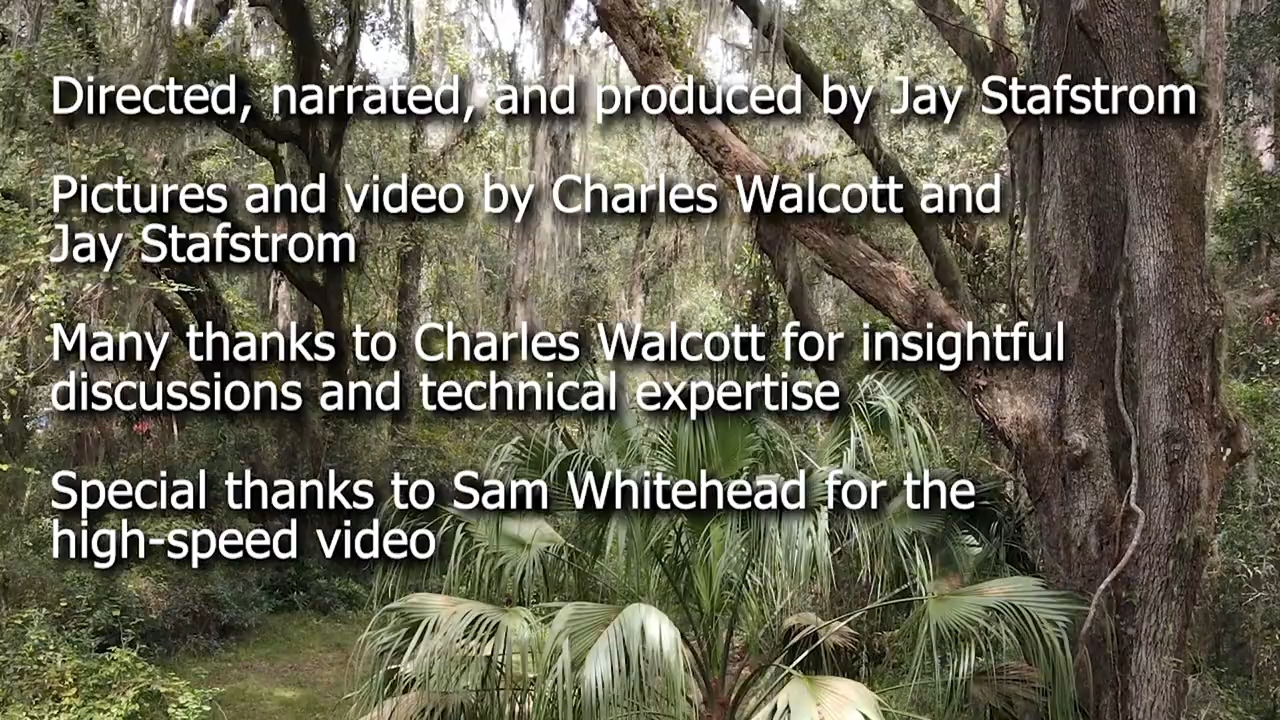 Directed, narrated, and produced by Jay Stafstrom
Pictures and video by Charles Walcott and
Jay Stafstrom
Many thanks to Charles Walcott for insightful
discussions and technical expertise
Special thanks to Sam Whitehead for the
high-speed video